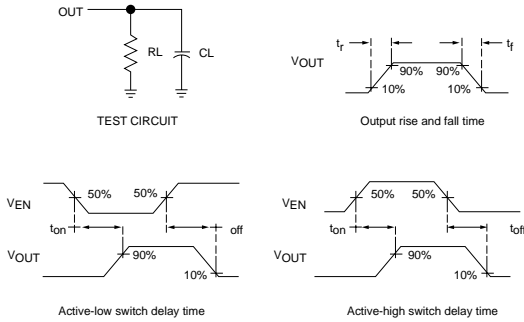 OUT
RL
CL
TEST CIRCUIT
tr
tf
VOUT
90% 90%
10% 10%
Output rise and fall time
VEN
50% 50%
ton
off
VOUT
90%
10%
Active-low switch delay time
VEN
50% 50%
ton
toff
VOUT
90%
10%
Active-high switch delay time